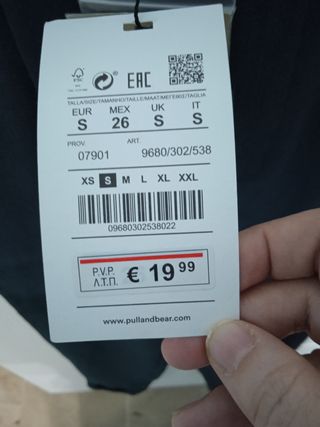 FSC
EAC
TALLA/SIZE/TAMANHO/TAILLE/MAAT/ΜΕΓΕΘΟΣ/TAGLIA
EUR MEX UK IT
S 26 S S
PROV. ART.
07901 9680/302/538
XS S M L XL XXL
09680302538022
P.V.P. € 19 99
Λ.Τ.Π.
www.pullandbear.com